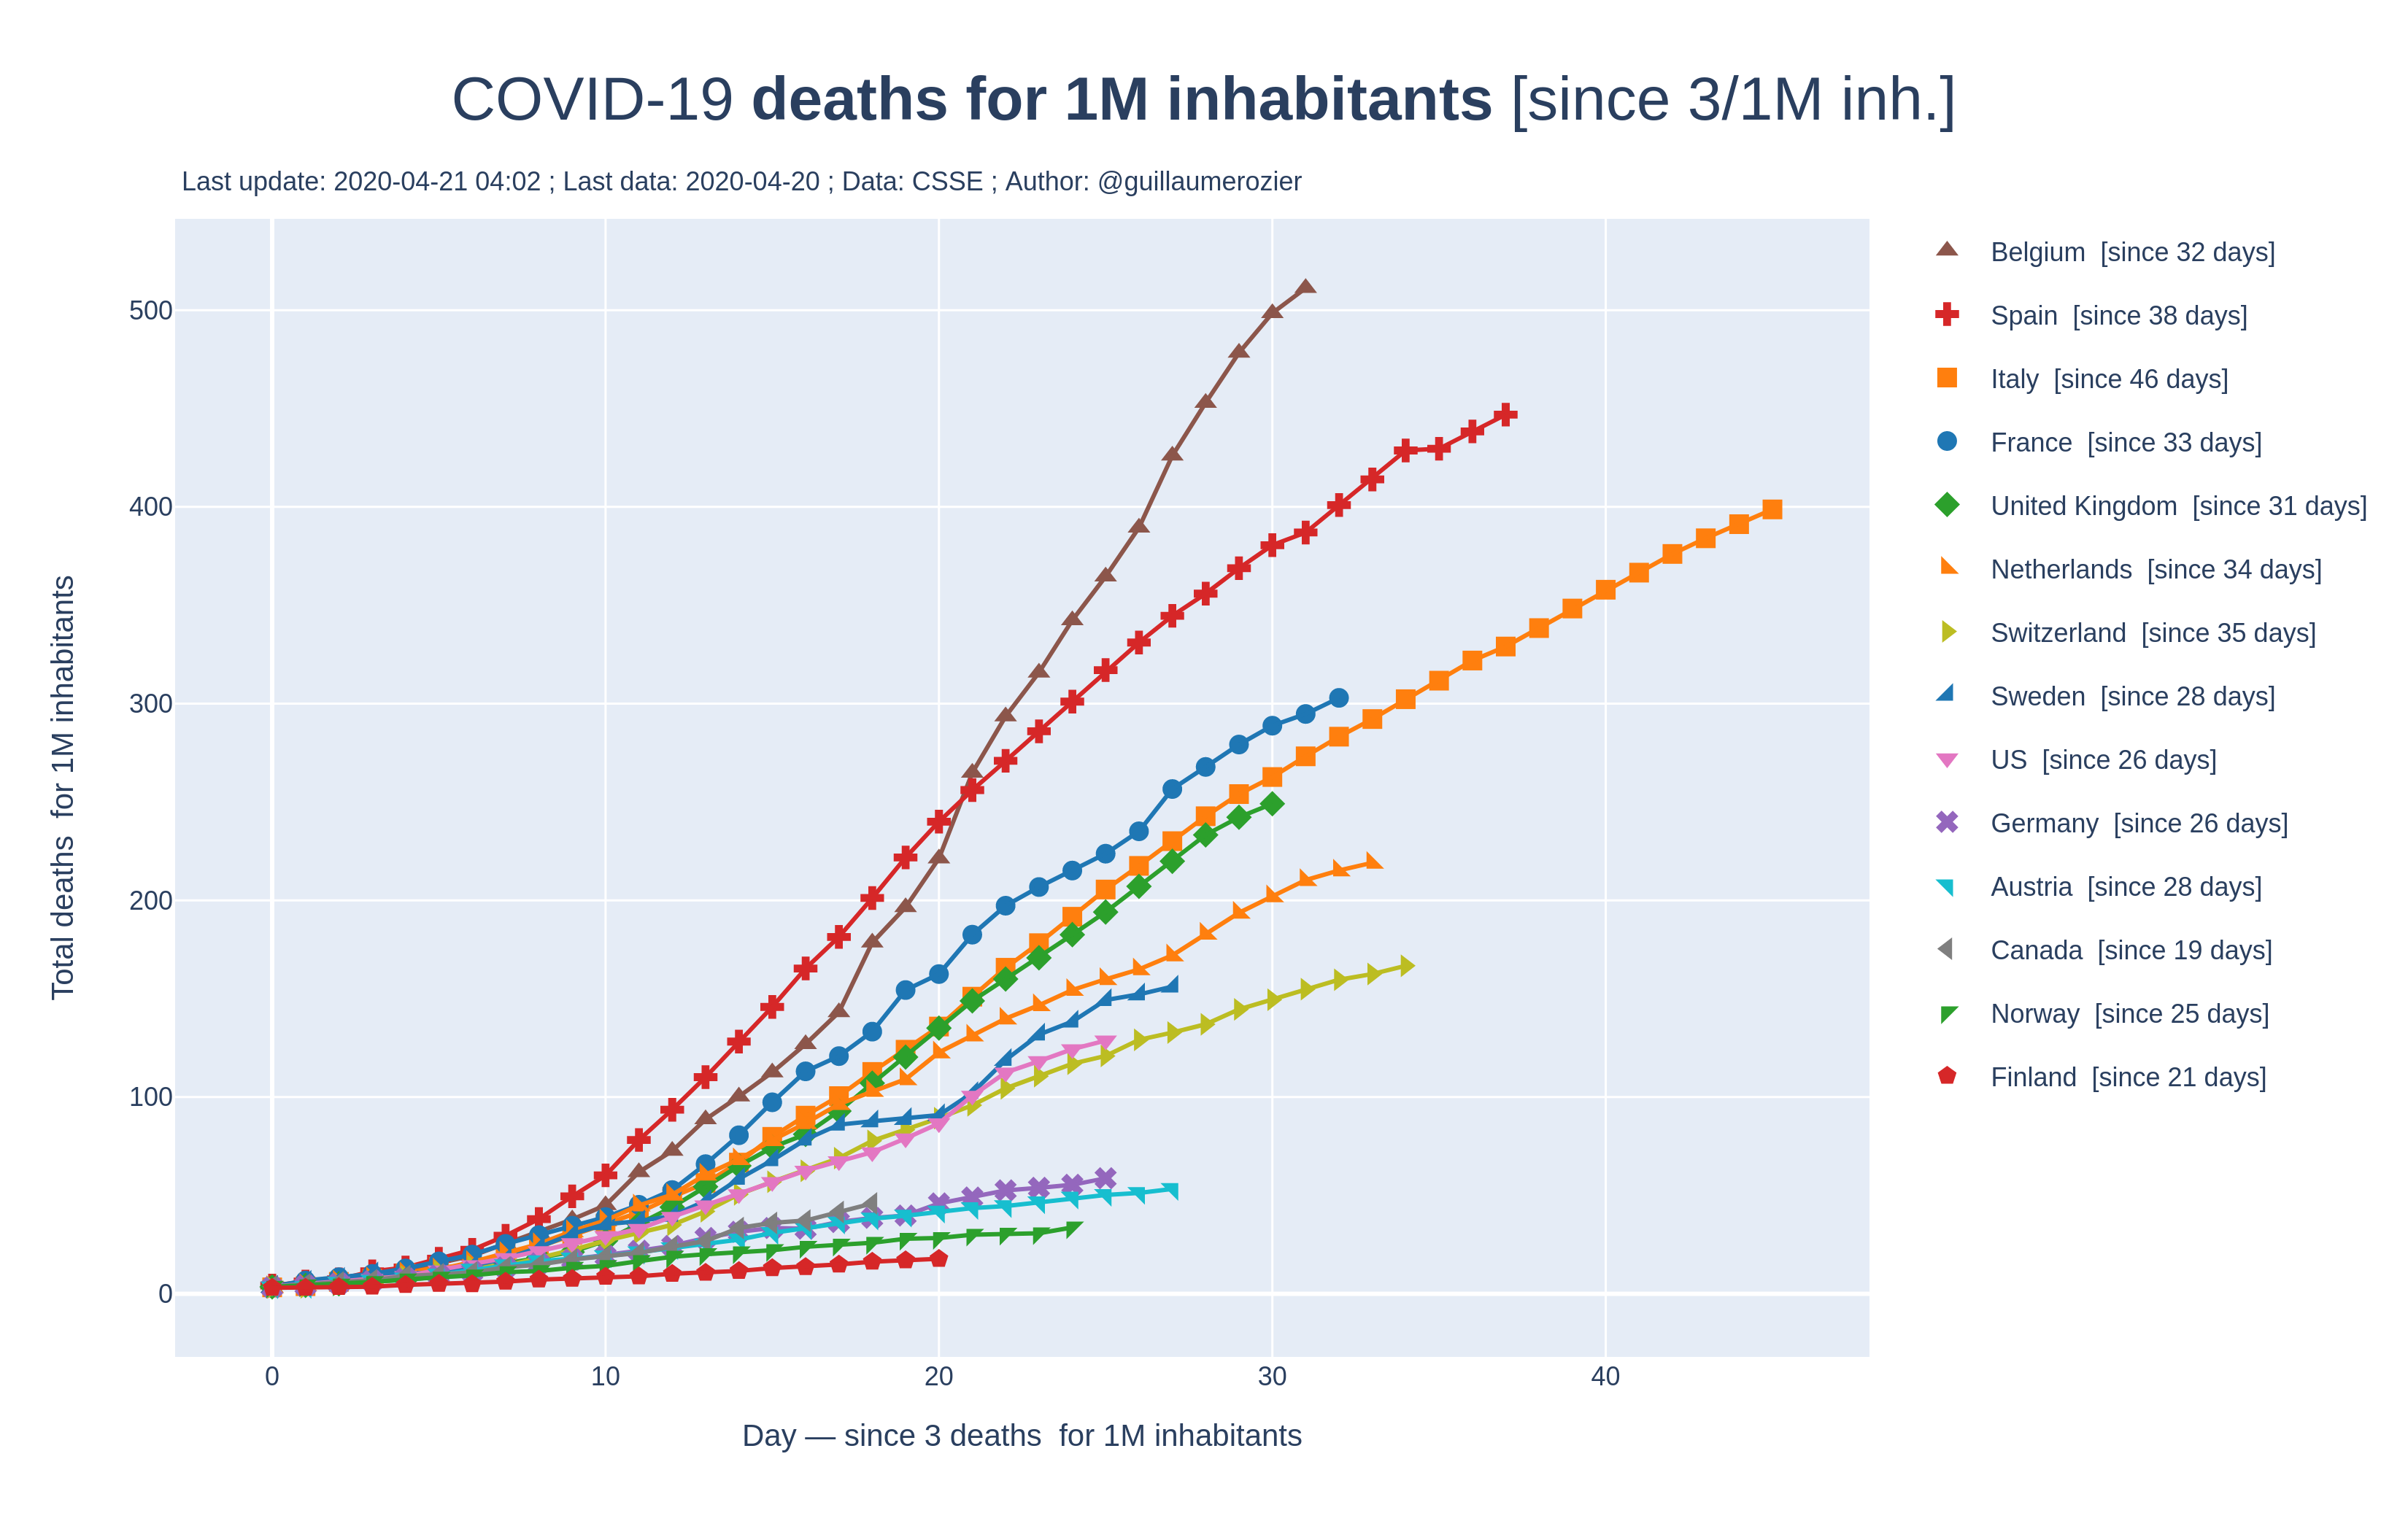 COVID-19 deaths for 1M inhabitants [since 3/1M inh.]
Last update: 2020-04-21 04:02 ; Last data: 2020-04-20 ; Data: CSSE ; Author: @guillaumerozier
Total deaths  for 1M inhabitants
500
400
300
200
100
0
0 10 20 30 40
Day — since 3 deaths  for 1M inhabitants
Belgium  [since 32 days]
Spain  [since 38 days]
Italy  [since 46 days]
France  [since 33 days]
United Kingdom  [since 31 days]
Netherlands  [since 34 days]
Switzerland  [since 35 days]
Sweden  [since 28 days]
US  [since 26 days]
Germany  [since 26 days]
Austria  [since 28 days]
Canada  [since 19 days]
Norway  [since 25 days]
Finland  [since 21 days]